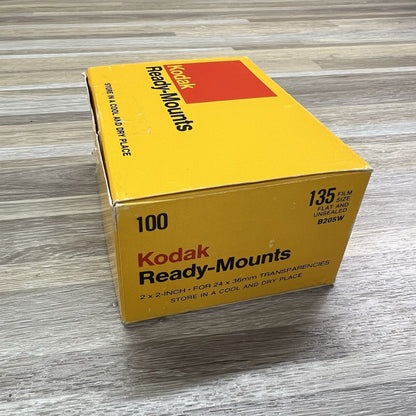 Kodak
Ready-Mounts
STORE IN A COOL AND DRY PLACE
100
135 FILM SIZE
FLAT AND
UNSEALED
B205W
Kodak
Ready-Mounts
2 x 2-INCH • FOR 24 x 36mm TRANSPARENCIES
STORE IN A COOL AND DRY PLACE